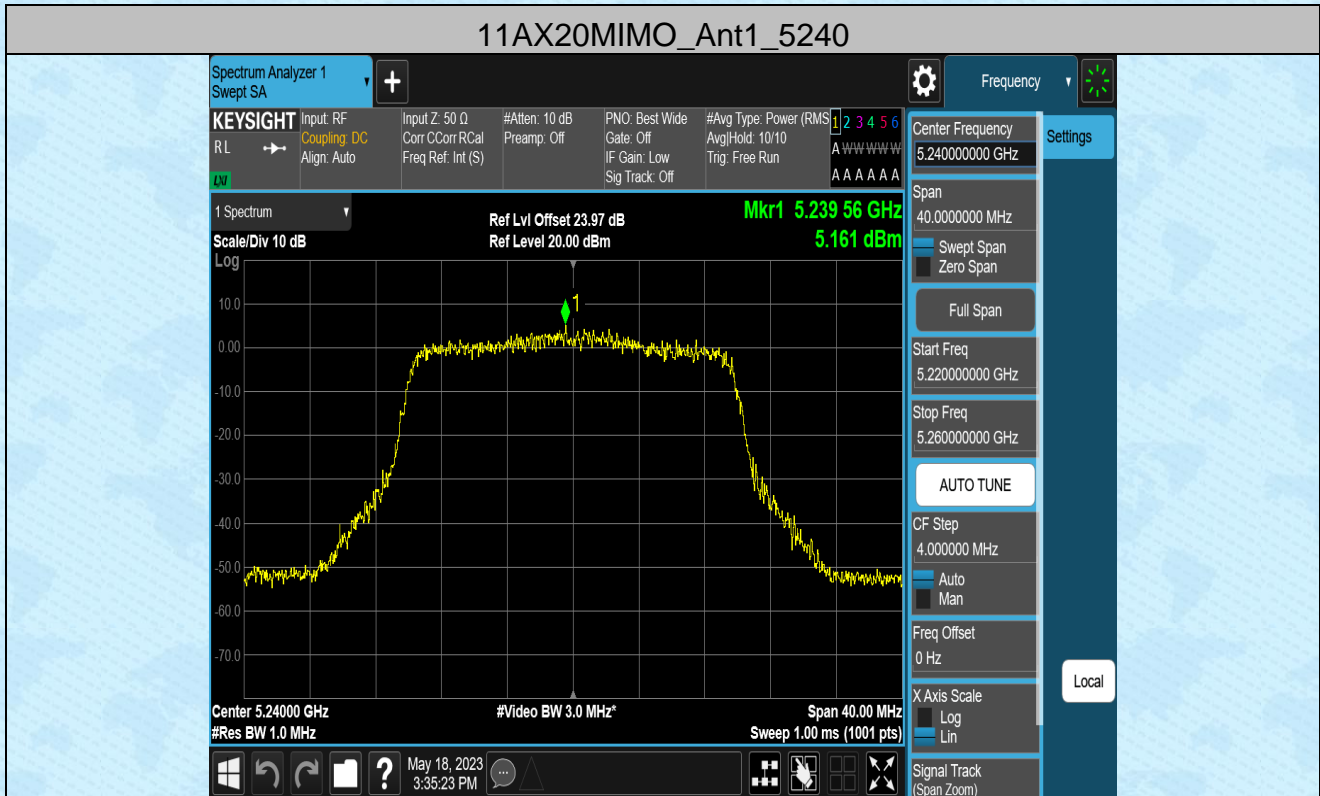 11AX20MIMO_Ant1_5240
Spectrum Analyzer 1
Swept SA
+
Frequency
KEYSIGHT
R L
LXI
Input: RF
Coupling: DC
Align: Auto
Input Z: 50 Ω
Corr CCorr RCal
Freq Ref: Int (S)
#Atten: 10 dB
Preamp: Off
PNO: Best Wide
Gate: Off
IF Gain: Low
Sig Track: Off
#Avg Type: Power (RMS
Avg|Hold: 10/10
Trig: Free Run
1 2 3 4 5 6
A W W W W W
A A A A A A
1 Spectrum
Scale/Div 10 dB
Log
Ref Lvl Offset 23.97 dB
Ref Level 20.00 dBm
Mkr1 5.239 56 GHz
5.161 dBm
1
10.0
0.00
-10.0
-20.0
-30.0
-40.0
-50.0
-60.0
-70.0
Center 5.24000 GHz
#Res BW 1.0 MHz
#Video BW 3.0 MHz*
Span 40.00 MHz
Sweep 1.00 ms (1001 pts)
?
May 18, 2023
3:35:23 PM
Center Frequency
5.240000000 GHz
Settings
Span
40.0000000 MHz
Swept Span
Zero Span
Full Span
Start Freq
5.220000000 GHz
Stop Freq
5.260000000 GHz
AUTO TUNE
CF Step
4.000000 MHz
Auto
Man
Freq Offset
0 Hz
X Axis Scale
Log
Lin
Local
Signal Track
(Span Zoom)